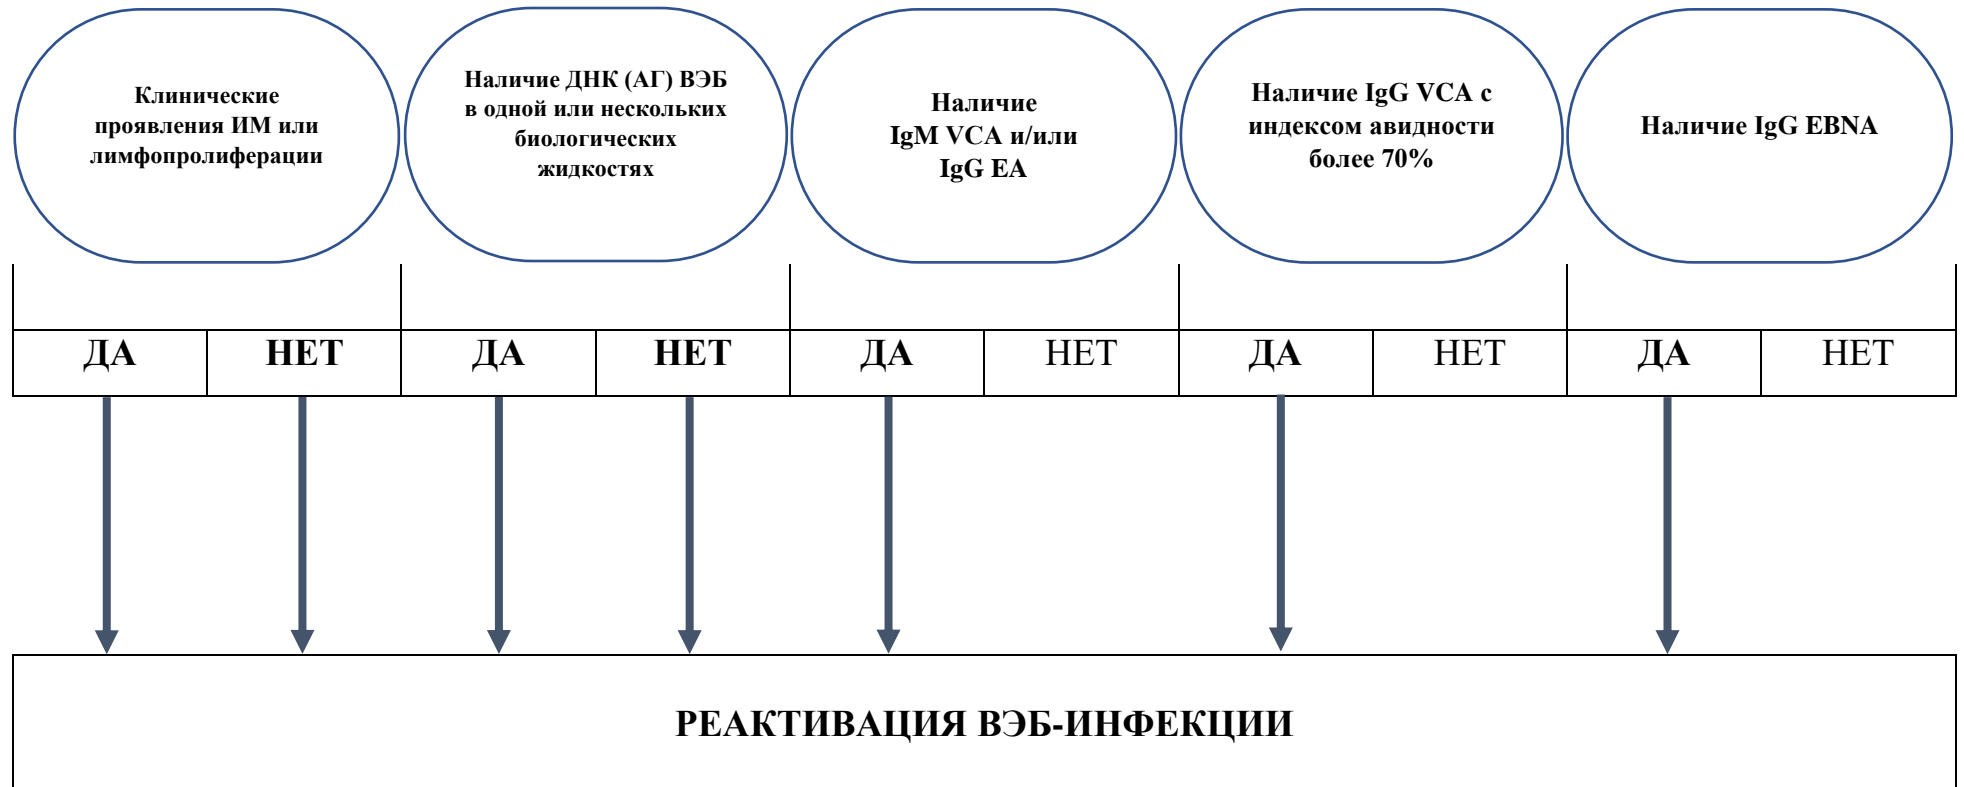 Клинические
проявления ИМ или
лимфопролиферации
Наличие ДНК (АГ) ВЭБ
в одной или нескольких
биологических
жидкостях
Наличие
IgM VCA и/или
IgG EA
Наличие IgG VCA с
индексом авидности
более 70%
Наличие IgG EBNA
ДА НЕТ ДА НЕТ ДА НЕТ ДА НЕТ ДА НЕТ
РЕАКТИВАЦИЯ ВЭБ-ИНФЕКЦИИ